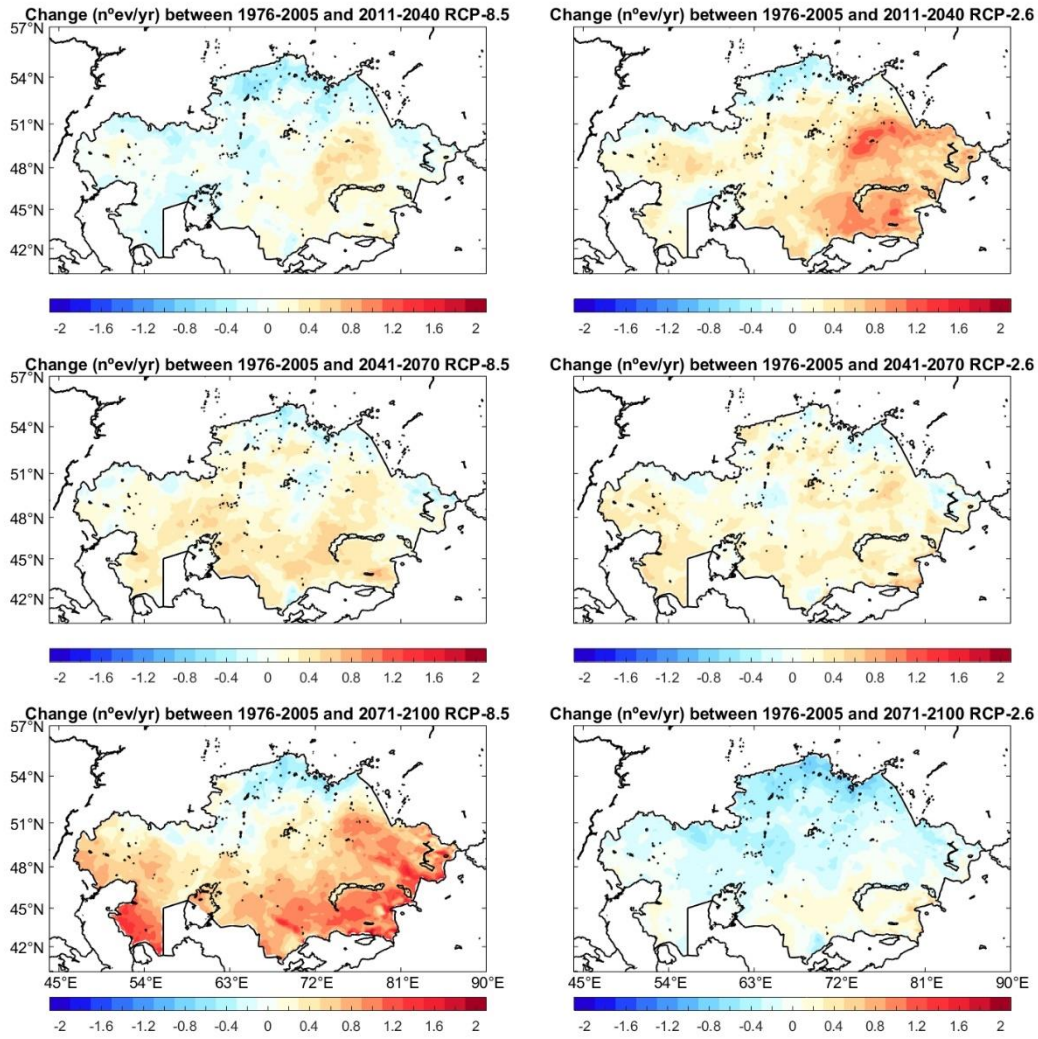 Change (nºev/yr) between 1976-2005 and 2011-2040 RCP-8.5
57°N
54°N
51°N
48°N
45°N
42°N
-2 -1.6 -1.2 -0.8 -0.4 0 0.4 0.8 1.2 1.6 2
Change (nºev/yr) between 1976-2005 and 2011-2040 RCP-2.6
-2 -1.6 -1.2 -0.8 -0.4 0 0.4 0.8 1.2 1.6 2
Change (nºev/yr) between 1976-2005 and 2041-2070 RCP-8.5
57°N
54°N
51°N
48°N
45°N
42°N
-2 -1.6 -1.2 -0.8 -0.4 0 0.4 0.8 1.2 1.6 2
Change (nºev/yr) between 1976-2005 and 2041-2070 RCP-2.6
-2 -1.6 -1.2 -0.8 -0.4 0 0.4 0.8 1.2 1.6 2
Change (nºev/yr) between 1976-2005 and 2071-2100 RCP-8.5
57°N
54°N
51°N
48°N
45°N
42°N
45°E 54°E 63°E 72°E 81°E 90°E
-2 -1.6 -1.2 -0.8 -0.4 0 0.4 0.8 1.2 1.6 2
Change (nºev/yr) between 1976-2005 and 2071-2100 RCP-2.6
45°E 54°E 63°E 72°E 81°E 90°E
-2 -1.6 -1.2 -0.8 -0.4 0 0.4 0.8 1.2 1.6 2